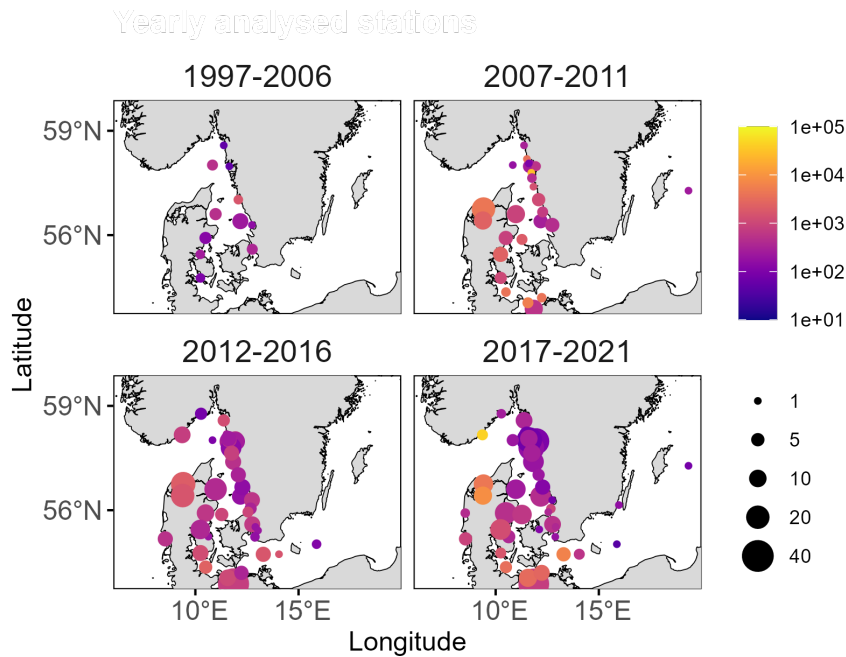 Yearly analysed stations
1997-2006
2007-2011
59°N
56°N
1e+05
1e+04
1e+03
1e+02
1e+01
Latitude
2012-2016
2017-2021
59°N
56°N
1
5
10
20
40
10°E
15°E
10°E
15°E
Longitude